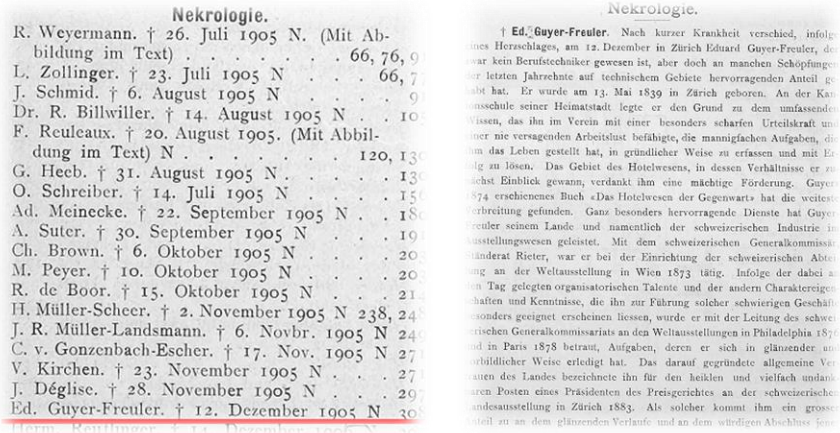 Nekrologie.
R. Weyermann. † 26. Juli 1905 N. (Mit Ab-
bildung im Text) . . . . . . . 66, 76,
L. Zollinger. † 23. Juli 1905 N . . . 66,
J. Schmid. † 6. August 1905 N . . .
Dr. R. Billwiller. † 14. August 1905 N . .
F. Reuleaux. † 20. August 1905. (Mit Abbil-
dung im Text) N . . . . . . . 120,
G. Heeb. † 31. August 1905 N . . . .
O. Schreiber. † 14. Juli 1905 N . . . .
Ad. Meinecke. † 22. September 1905 N . .
A. Suter. † 30. September 1905 N . . .
Ch. Brown. † 6. Oktober 1905 N . . . .
M. Peyer. † 10. Oktober 1905 N . . . .
R. de Boor. † 15. Oktober 1905 N . . . .
H. Müller-Scheer. † 2. November 1905 N 238,
J. R. Müller-Landsmann. † 6. Novbr. 1905 N
C. v. Gonzenbach-Escher. † 17. Nov. 1905 N
V. Kirchen. † 23. November 1905 N . . .
J. Déglise. † 28. November 1905 N . . .
Ed. Guyer-Freuler. † 12. Dezember 1905 N
Herm. Reutlinger. † 14. Dezember 1905 N
Nekrologie.
† Ed. Guyer-Freuler. Nach kurzer Krankheit verschied, infolg
eines Herzschlages, am 12. Dezember in Zürich Eduard Guyer-Freuler, de
zwar kein Berufstechniker gewesen ist, aber doch an manchen Schöpfungen
der letzten Jahrzehnte auf technischem Gebiete hervorragenden Anteil ge
habt hat. Er wurde am 13. Mai 1839 in Zürich geboren. An der Kan
onsschule seiner Heimatstadt legte er den Grund zu dem umfassenden
Wissen, das ihn im Verein mit einer besonders scharfen Urteilskraft und
einer nie versagenden Arbeitslust befähigte, die mannigfachen Aufgaben, die
ihm das Leben gestellt hat, in gründlicher Weise zu erfassen und mit Er
olg zu lösen. Das Gebiet des Hotelwesens, in dessen Verhältnisse er zu
ächst Einblick gewann, verdankt ihm eine mächtige Förderung. Guyer
1874 erschienenes Buch «Das Hotelwesen der Gegenwart» hat die weiteste
Verbreitung gefunden. Ganz besonders hervorragende Dienste hat Guyer
Freuler seinem Lande und namentlich der schweizerischen Industrie im
Ausstellungswesen geleistet. Mit dem schweizerischen Generalkommissär
Ständerat Rieter, war er bei der Einrichtung der schweizerischen Abtei
ung an der Weltausstellung in Wien 1873 tätig. Infolge der dabei a
den Tag gelegten organisatorischen Talente und der andern Charaktereigen
schaften und Kenntnisse, die ihn zur Führung solcher schwierigen Geschäf
besonders geeignet erscheinen liessen, wurde er mit der Leitung des schwei
zerischen Generalkommissariats an den Weltausstellungen in Philadelphia 1876
und in Paris 1878 betraut, Aufgaben, deren er sich in glänzender und
vorbildlicher Weise erledigt hat. Das darauf gegründete allgemeine Ver
trauen des Landes bezeichnete ihn für den heiklen und vielfach undank
baren Posten eines Präsidenten des Preisgerichtes an der schweizerischen
Landesausstellung in Zürich 1883. Als solcher kommt ihm ein grosser
Anteil zu an dem glänzenden Verlaufe und an dem würdigen Abschluss jene